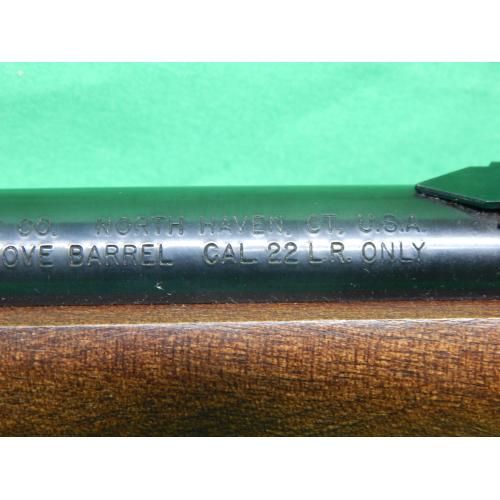 CO. NORTH HAVEN, CT. U.S.A.
OVE BARREL CAL. 22 L.R. ONLY